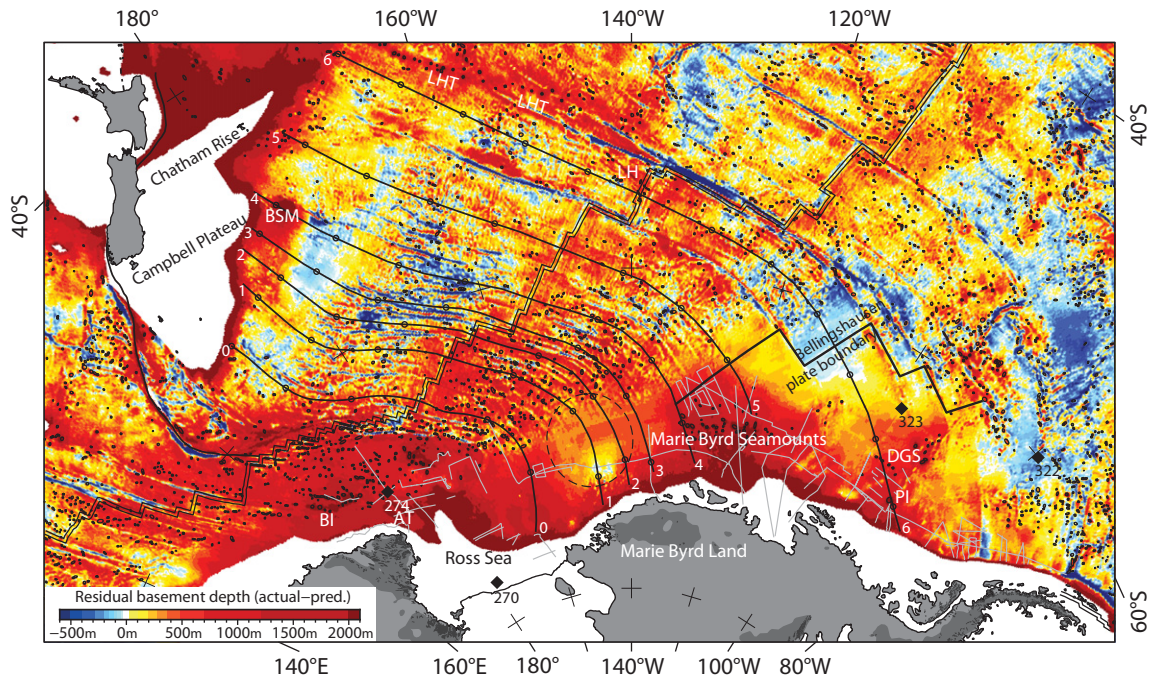 180°
160°W
140°W
120°W
40°S
40°S
60°S
6
LHT
LHT
5
Chatham Rise
LH
4
BSM
3
Campbell Plateau
2
1
0
5
Bellingshausen
plate boundary
5
323
Marie Byrd Seamounts
DGS
322
4
3
2
PI
1
274
AT
BI
0
6
Ross Sea
Marie Byrd Land
270
Residual basement depth (actual−pred.)
−500m 0m 500m 1000m 1500m 2000m
140°E
160°E
180°
140°W
100°W
80°W